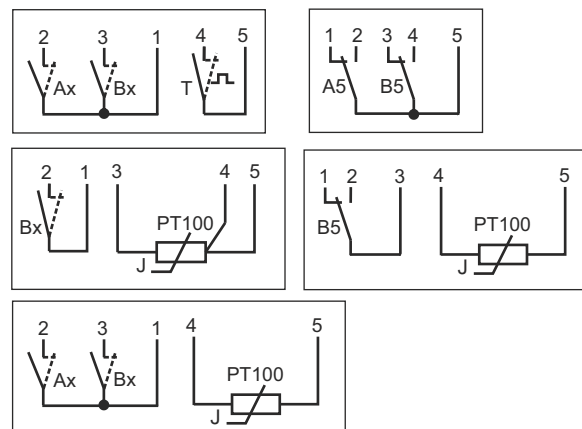 2 3 1 4 5
Ax Bx T
1 2 3 4 5
A5 B5
2 1 3 4 5
Bx PT100
J
1 2 3 4 5
B5 PT100
J
2 3 1 4 5
Ax Bx PT100
J